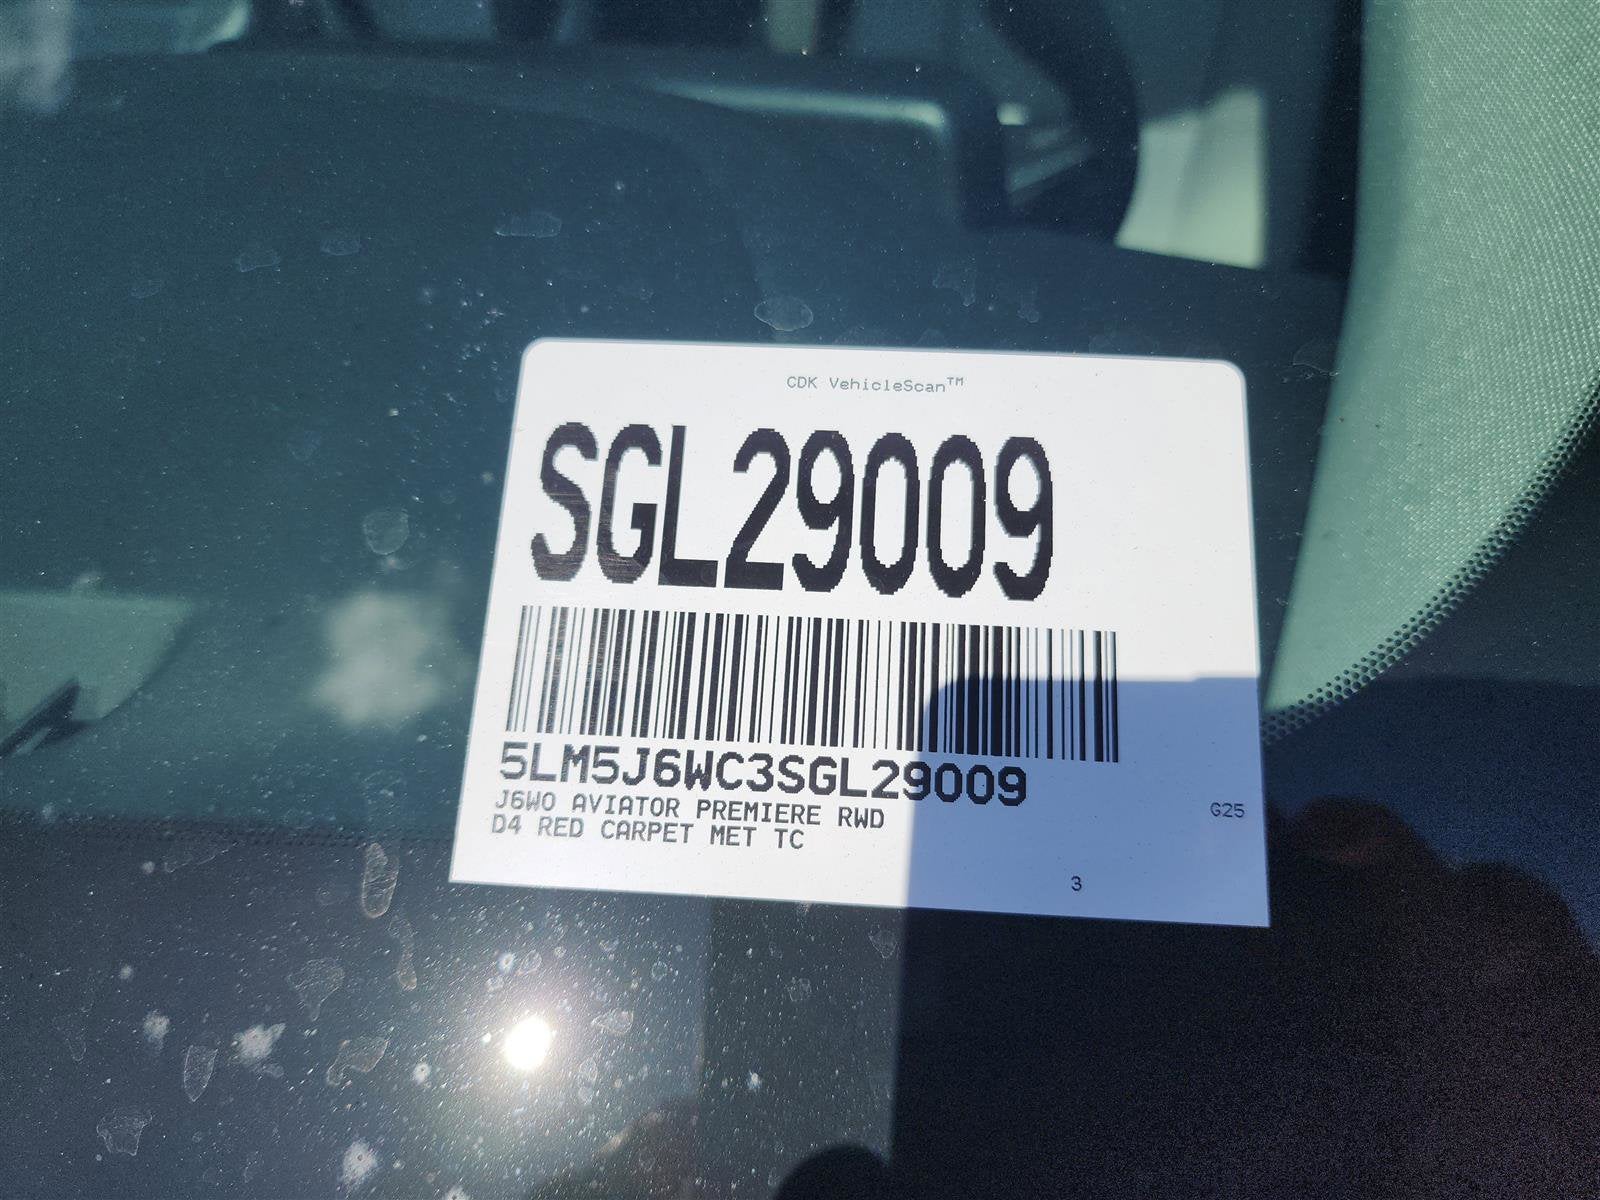 CDK VehicleScan™
SGL29009
5LM5J6WC3SGL29009
J6W0 AVIATOR PREMIERE RWD
G25
D4 RED CARPET MET TC
3